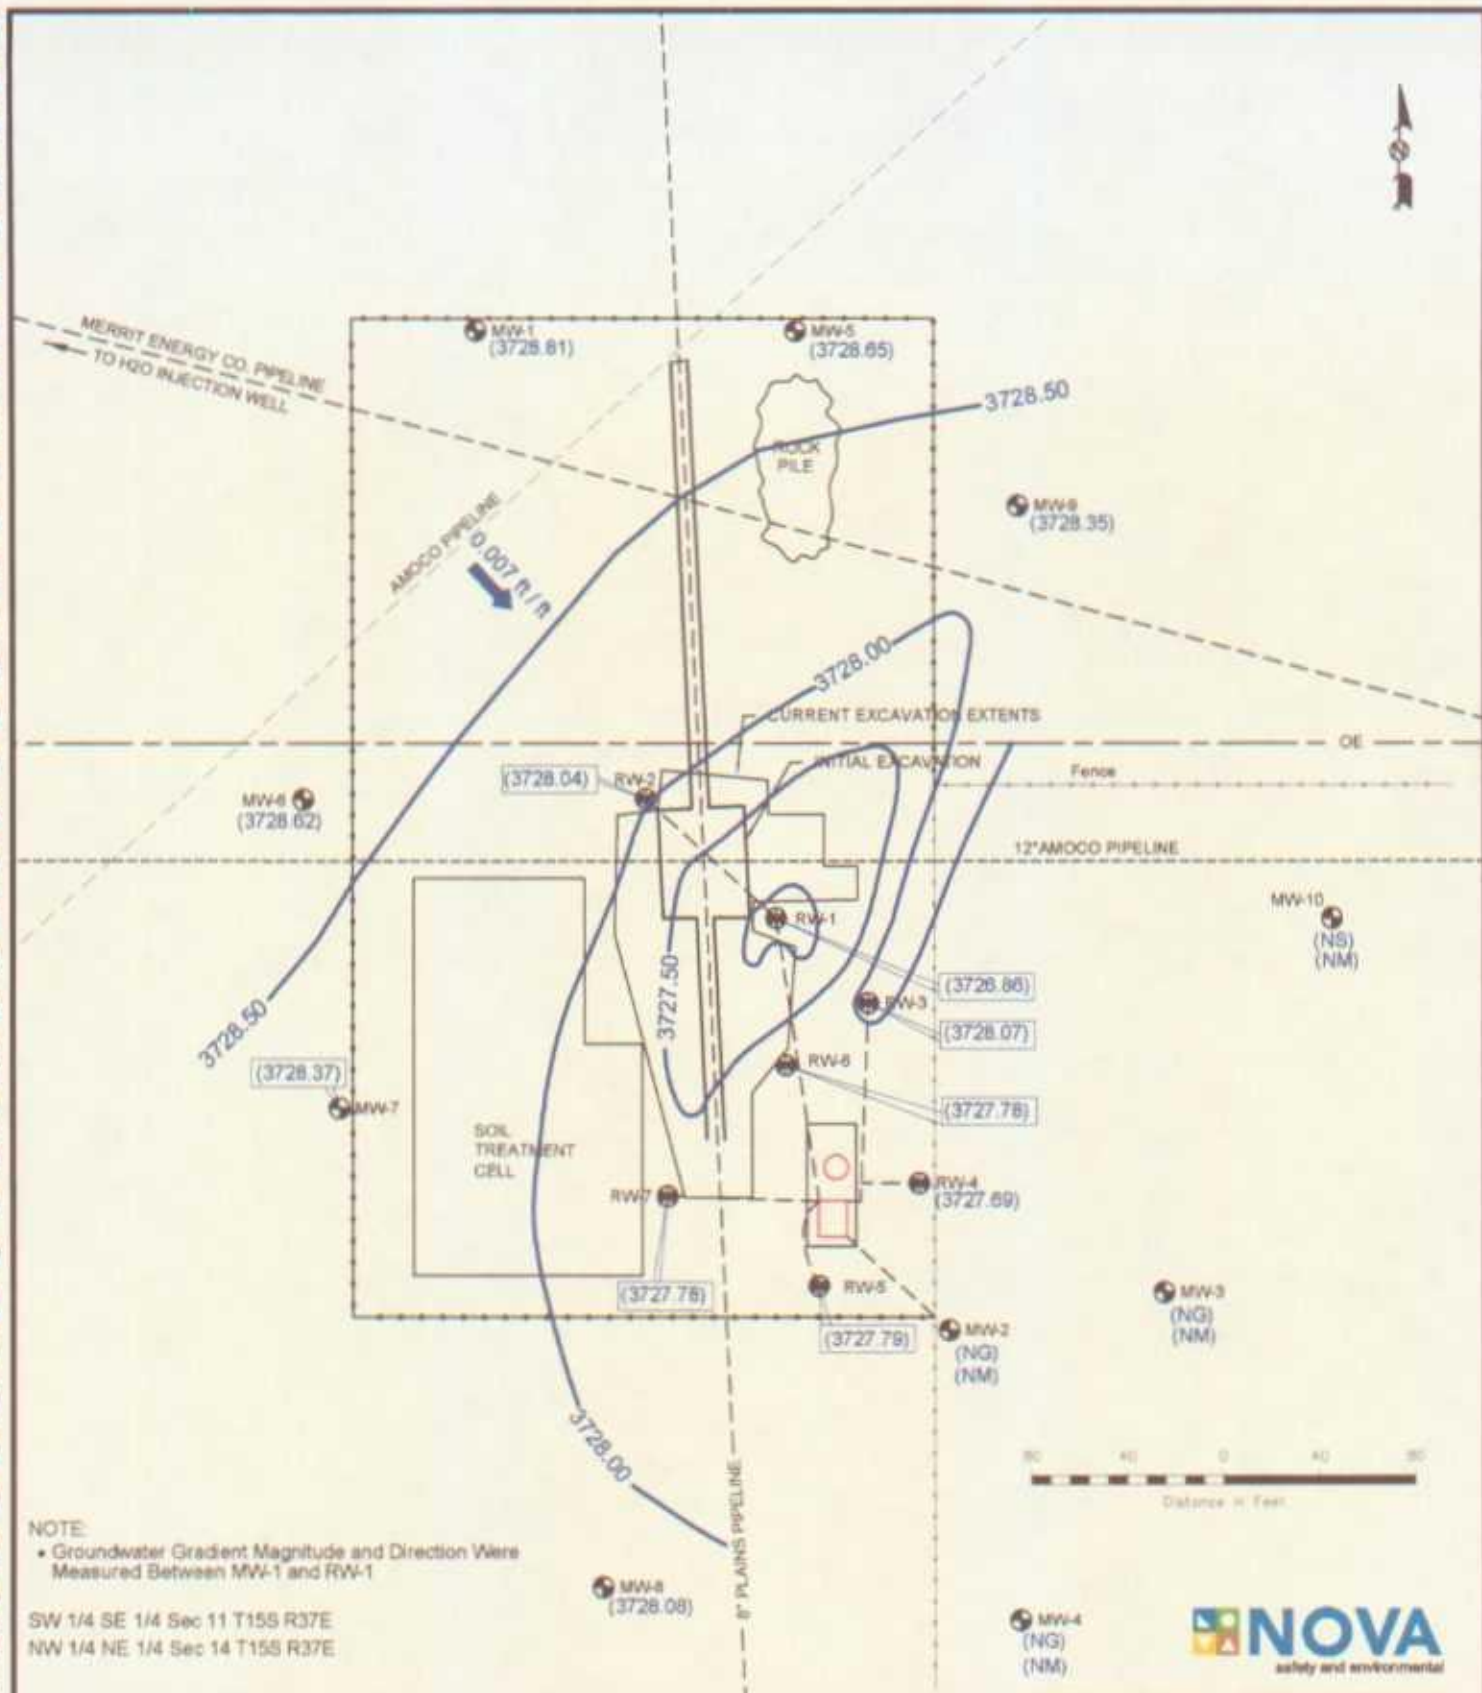 MERRIT ENERGY CO. PIPELINE
TO H2O INJECTION WELL
MW-1
(3728.81)
MW-5
(3728.65)
3728.50
ROCK
PILE
MW-9
(3728.35)
AMOCO PIPELINE
0.007 ft / ft
3728.00
CURRENT EXCAVATION EXTENTS
OE
INITIAL EXCAVATION
Fence
(3728.04)
RW-2
MW-6
(3728.62)
12" AMOCO PIPELINE
MW-10
(NS)
(NM)
RW-1
(3726.86)
RW-3
(3728.07)
3727.50
3728.50
(3728.37)
MW-7
RW-6
(3727.78)
SOIL
TREATMENT
CELL
RW-7
RW-4
(3727.69)
(3727.78)
RW-5
(3727.79)
MW-3
(NG)
(NM)
MW-2
(NG)
(NM)
3728.00
80 40 0 40 80
Distance in Feet
8" PLAINS PIPELINE
NOTE:
• Groundwater Gradient Magnitude and Direction Were
Measured Between MW-1 and RW-1
MW-8
(3728.08)
SW 1/4 SE 1/4 Sec 11 T15S R37E
NW 1/4 NE 1/4 Sec 14 T15S R37E
MW-4
(NG)
(NM)
NOVA
safety and environmental